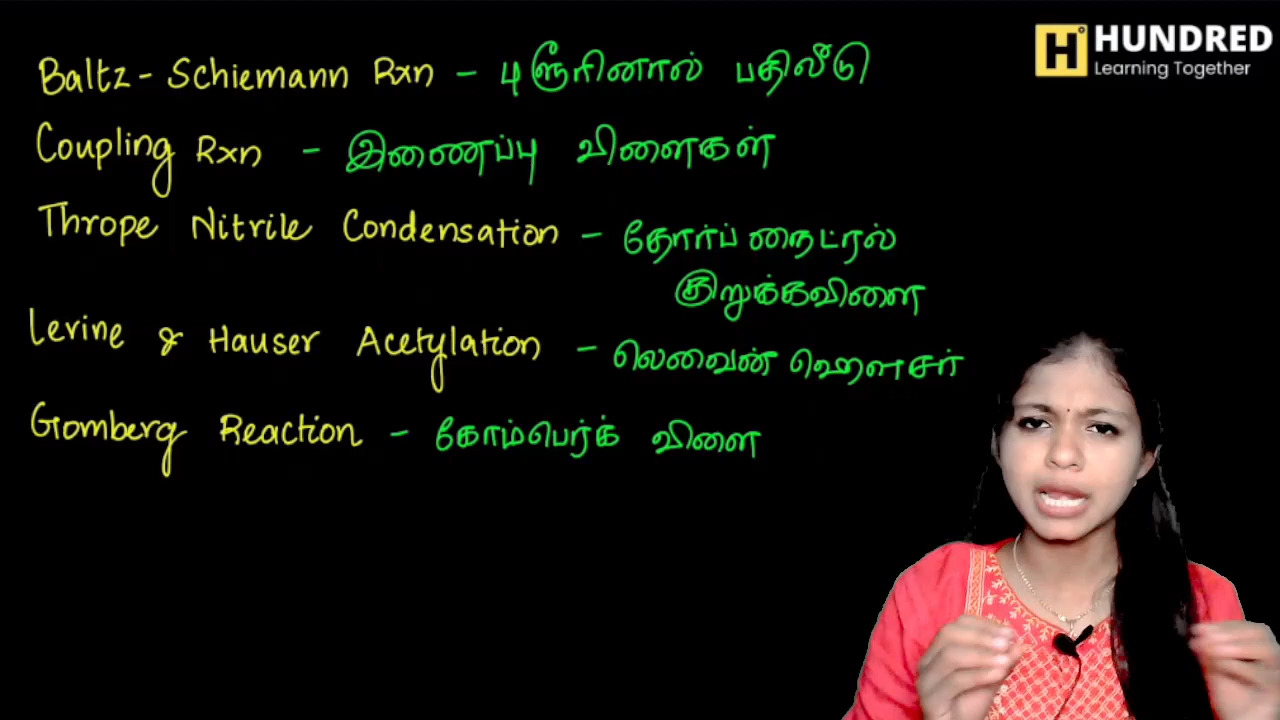 HUNDRED
Learning Together
Baltz - Schiemann Rxn - புளூரினால் பதிலீடு
Coupling Rxn - இணைப்பு வினைகள்
Thrope Nitrile Condensation - தோர்ப் நைட்ரல்
குறுக்கவினை
Levine & Hauser Acetylation - லெவைன் ஹௌசர்
Gomberg Reaction - கோம்பெர்க் வினை